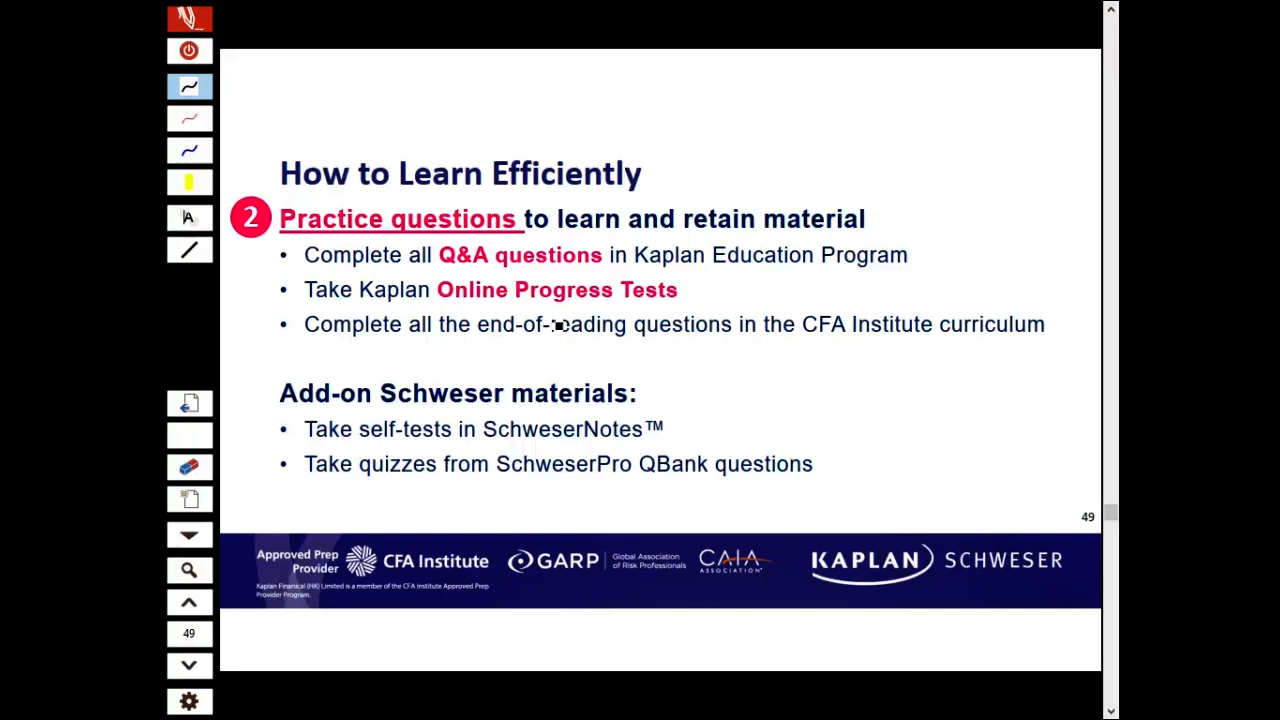 How to Learn Efficiently
2 Practice questions to learn and retain material
• Complete all Q&A questions in Kaplan Education Program
• Take Kaplan Online Progress Tests
• Complete all the end-of-reading questions in the CFA Institute curriculum
Add-on Schweser materials:
• Take self-tests in SchweserNotes™
• Take quizzes from SchweserPro QBank questions
49
Approved Prep Provider CFA Institute
Kaplan Finanical (HK) Limited is a member of the CFA Institute Approved Prep
Provider Program.
GARP Global Association
of Risk Professionals
CAIA
ASSOCIATION
KAPLAN SCHWESER
A
49